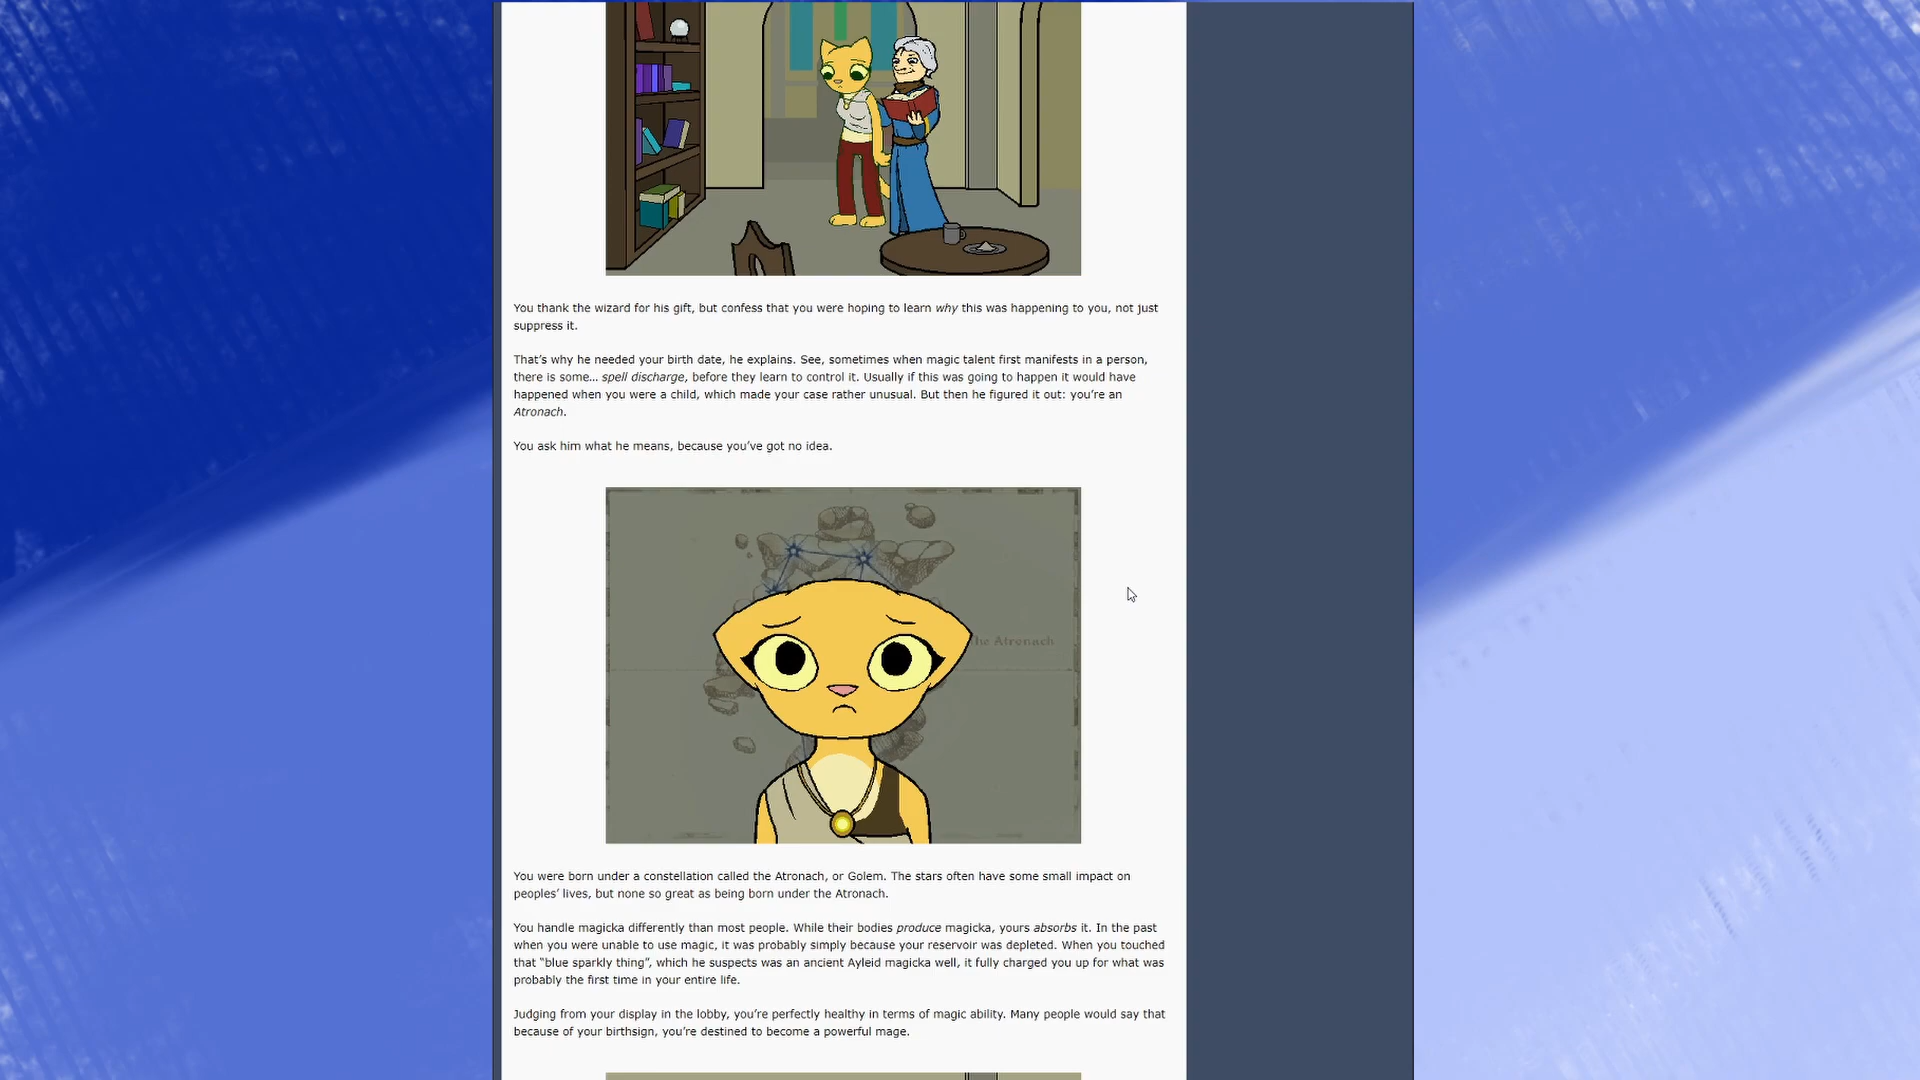 You thank the wizard for his gift, but confess that you were hoping to learn why this was happening to you, not just
suppress it.
That’s why he needed your birth date, he explains. See, sometimes when magic talent first manifests in a person,
there is some... spell discharge, before they learn to control it. Usually if this was going to happen it would have
happened when you were a child, which made your case rather unusual. But then he figured it out: you’re an
Atronach.
You ask him what he means, because you’ve got no idea.
The Atronach
You were born under a constellation called the Atronach, or Golem. The stars often have some small impact on
peoples’ lives, but none so great as being born under the Atronach.
You handle magicka differently than most people. While their bodies produce magicka, yours absorbs it. In the past
when you were unable to use magic, it was probably simply because your reservoir was depleted. When you touched
that “blue sparkly thing”, which he suspects was an ancient Ayleid magicka well, it fully charged you up for what was
probably the first time in your entire life.
Judging from your display in the lobby, you’re perfectly healthy in terms of magic ability. Many people would say that
because of your birthsign, you’re destined to become a powerful mage.